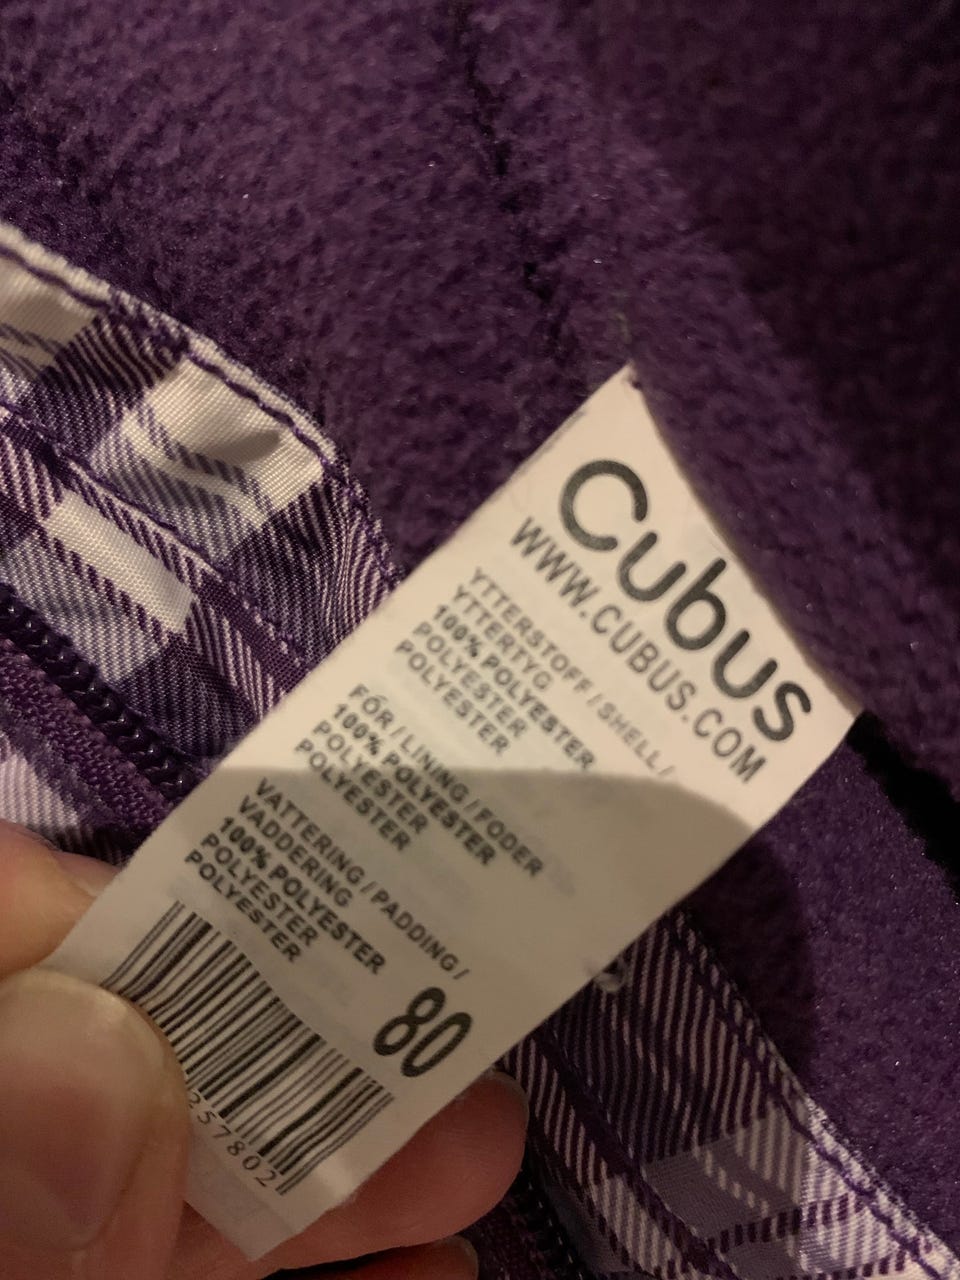 Cubus
WWW.CUBUS.COM
YTTERSTOFF / SHELL /
YTTERTYG
100% POLYESTER
POLYESTER
POLYESTER
FÓR / LINING / FODER
100% POLYESTER
POLYESTER
POLYESTER
VATTERING / PADDING /
VADDERING
100% POLYESTER
POLYESTER
POLYESTER
80
257802